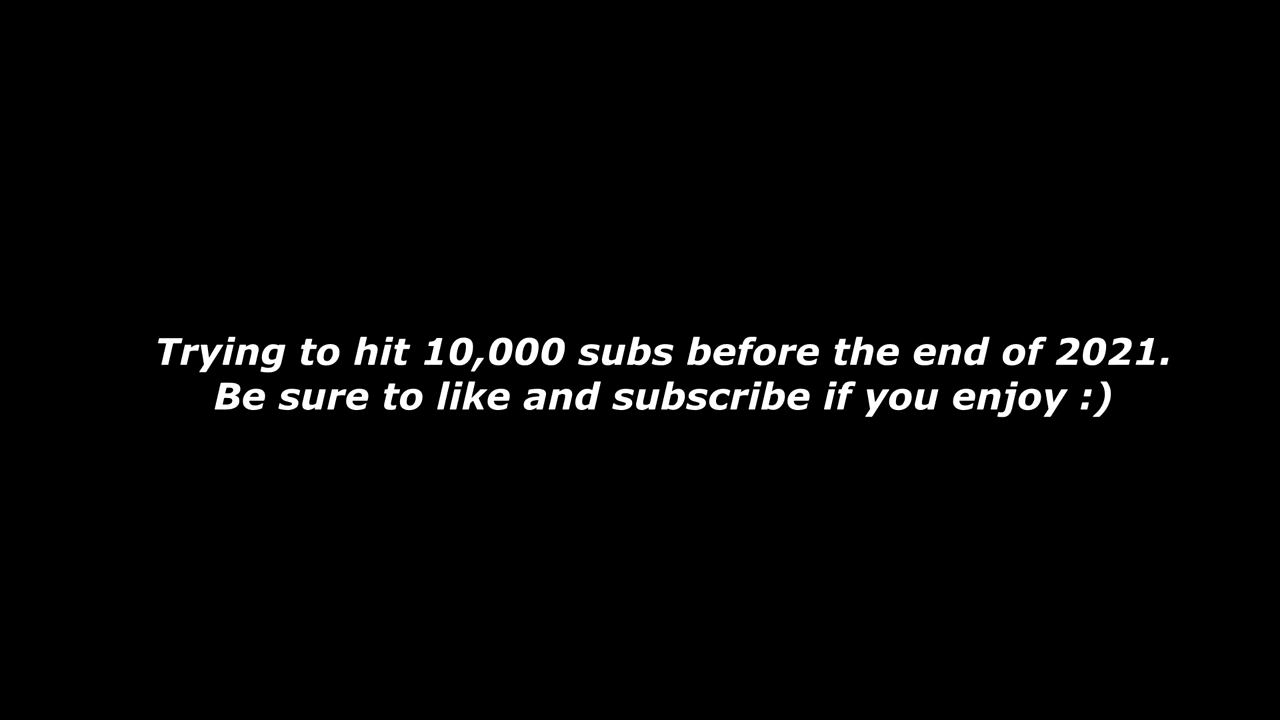 Trying to hit 10,000 subs before the end of 2021.
Be sure to like and subscribe if you enjoy :)